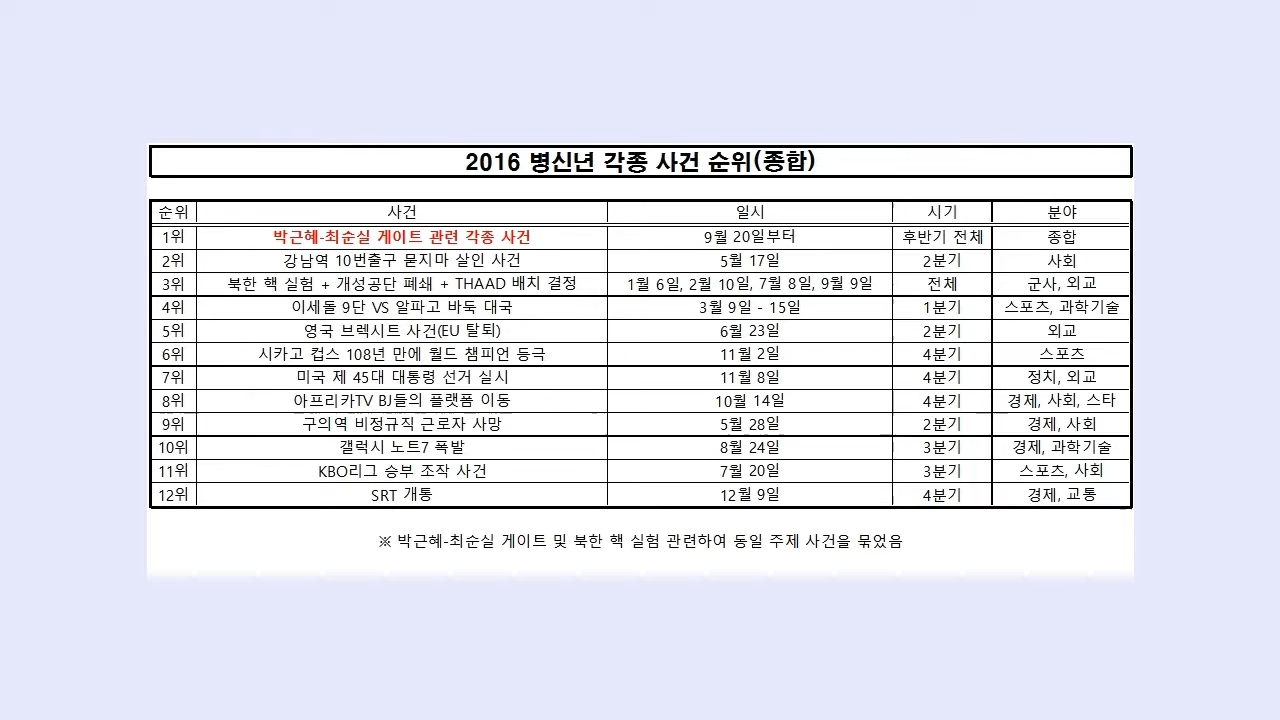 2016 병신년 각종 사건 순위(종합)
순위 사건 일시 시기 분야
1위 박근혜-최순실 게이트 관련 각종 사건 9월 20일부터 후반기 전체 종합
2위 강남역 10번출구 묻지마 살인 사건 5월 17일 2분기 사회
3위 북한 핵 실험 + 개성공단 폐쇄 + THAAD 배치 결정 1월 6일, 2월 10일, 7월 8일, 9월 9일 전체 군사, 외교
4위 이세돌 9단 VS 알파고 바둑 대국 3월 9일 - 15일 1분기 스포츠, 과학기술
5위 영국 브렉시트 사건(EU 탈퇴) 6월 23일 2분기 외교
6위 시카고 컵스 108년 만에 월드 챔피언 등극 11월 2일 4분기 스포츠
7위 미국 제 45대 대통령 선거 실시 11월 8일 4분기 정치, 외교
8위 아프리카TV BJ들의 플랫폼 이동 10월 14일 4분기 경제, 사회, 스타
9위 구의역 비정규직 근로자 사망 5월 28일 2분기 경제, 사회
10위 갤럭시 노트7 폭발 8월 24일 3분기 경제, 과학기술
11위 KBO리그 승부 조작 사건 7월 20일 3분기 스포츠, 사회
12위 SRT 개통 12월 9일 4분기 경제, 교통
※ 박근혜-최순실 게이트 및 북한 핵 실험 관련하여 동일 주제 사건을 묶었음